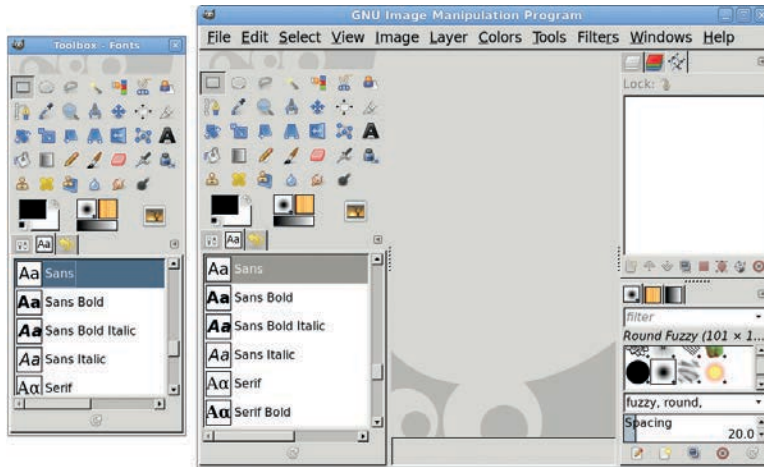 Toolbox - Fonts
Aa Sans
Aa Sans Bold
Aa Sans Bold Italic
Aa Sans Italic
Aα Serif
GNU Image Manipulation Program
File Edit Select View Image Layer Colors Tools Filters Windows Help
Aa
Aa Sans
Aa Sans Bold
Aa Sans Bold Italic
Aa Sans Italic
Aα Serif
Aα Serif Bold
Lock:
filter
Round Fuzzy (101 × 1...
fuzzy, round,
Spacing
20.0